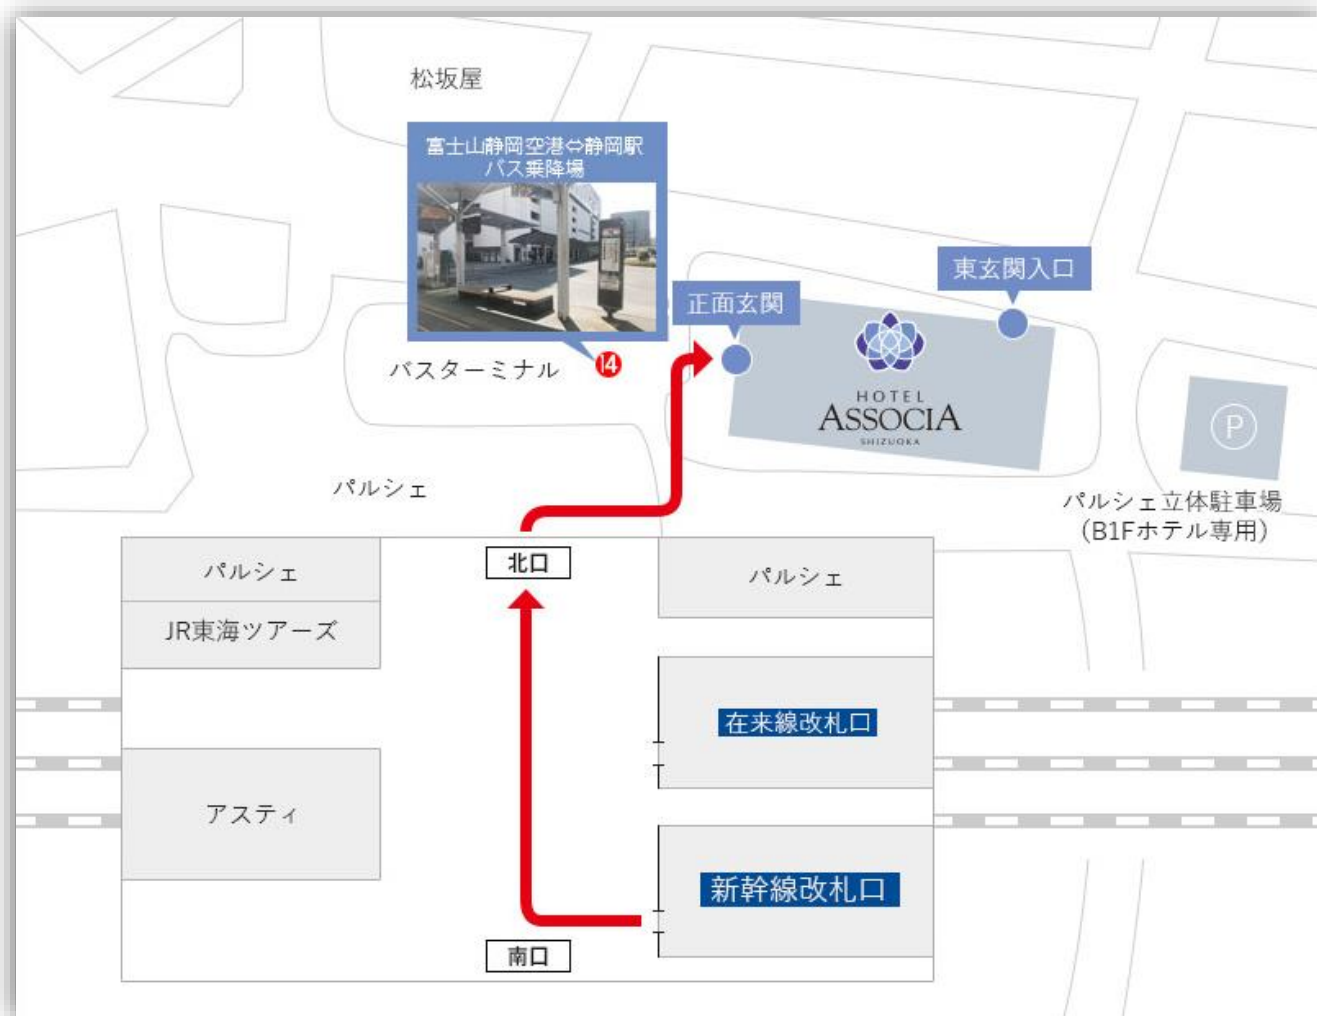 松坂屋
富士山静岡空港⇔静岡駅
バス乗降場
東玄関入口
正面玄関
バスターミナル
14
HOTEL
ASSOCIA
SHIZUOKA
P
パルシェ
パルシェ立体駐車場
(B1Fホテル専用)
北口
パルシェ
パルシェ
JR東海ツアーズ
在来線改札口
アスティ
新幹線改札口
南口